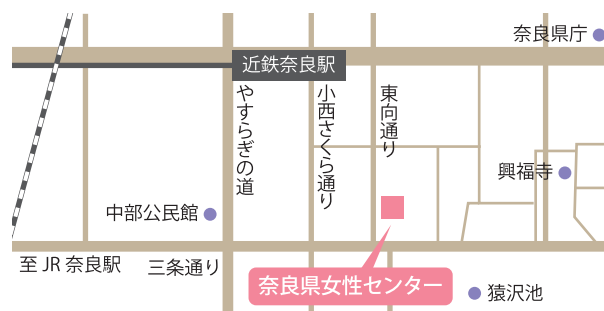 奈良県庁
近鉄奈良駅
やすらぎの道
小西さくら通り
東向通り
興福寺
中部公民館
至 JR 奈良駅
三条通り
奈良県女性センター
猿沢池